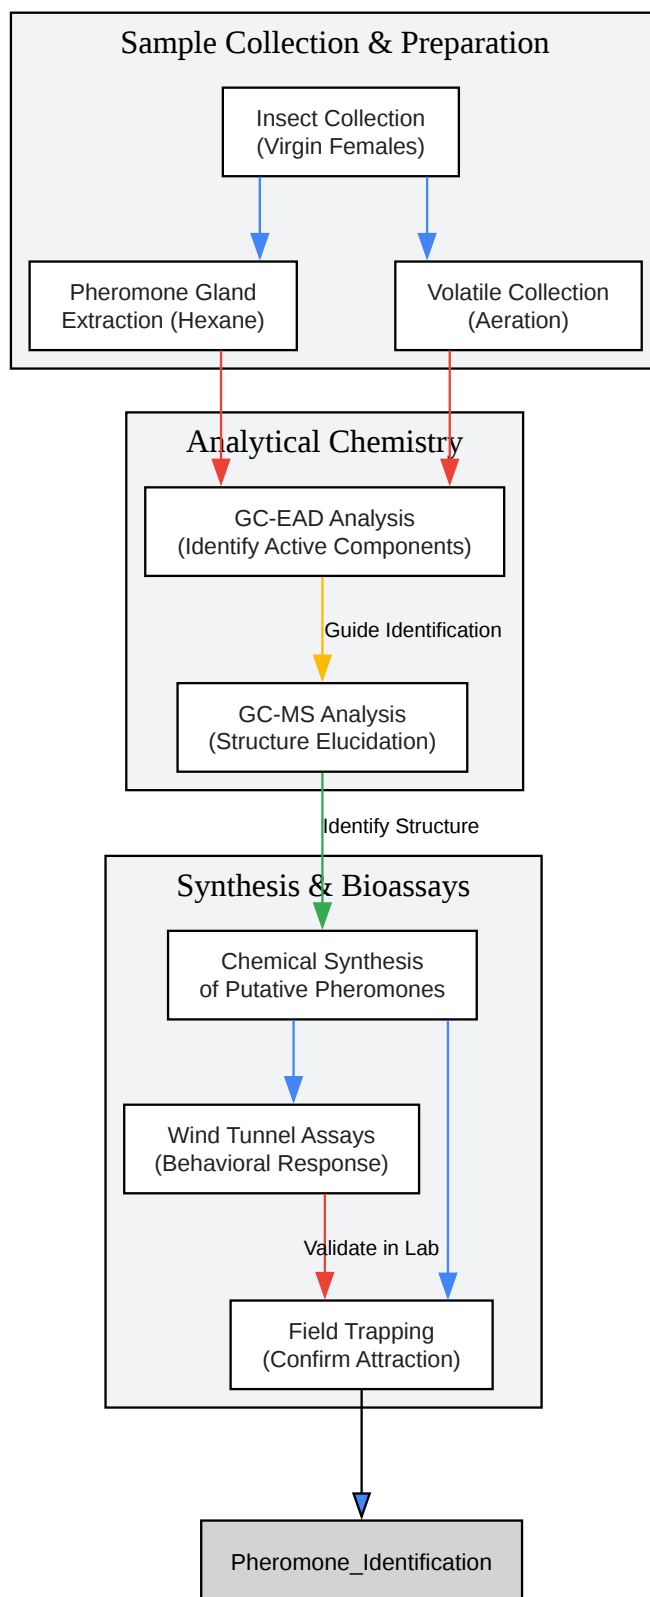 Sample Collection & Preparation
Insect Collection
(Virgin Females)
Pheromone Gland
Extraction (Hexane)
Volatile Collection
(Aeration)
Analytical Chemistry
GC-EAD Analysis
(Identify Active Components)
Guide Identification
GC-MS Analysis
(Structure Elucidation)
Identify Structure
Synthesis & Bioassays
Chemical Synthesis
of Putative Pheromones
Wind Tunnel Assays
(Behavioral Response)
Validate in Lab
Field Trapping
(Confirm Attraction)
Pheromone_Identification